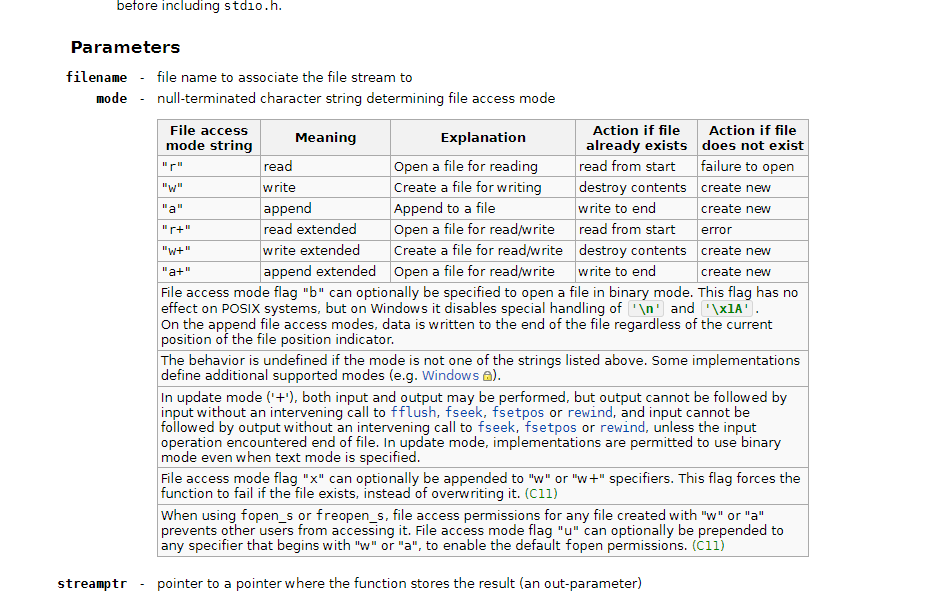 before including stdio.h.
Parameters
filename - file name to associate the file stream to
mode - null-terminated character string determining file access mode
File access mode string Meaning Explanation Action if file already exists Action if file does not exist
"r" read Open a file for reading read from start failure to open
"w" write Create a file for writing destroy contents create new
"a" append Append to a file write to end create new
"r+" read extended Open a file for read/write read from start error
"w+" write extended Create a file for read/write destroy contents create new
"a+" append extended Open a file for read/write write to end create new
File access mode flag "b" can optionally be specified to open a file in binary mode. This flag has no
effect on POSIX systems, but on Windows it disables special handling of '\n' and '\x1A'.
On the append file access modes, data is written to the end of the file regardless of the current
position of the file position indicator.
The behavior is undefined if the mode is not one of the strings listed above. Some implementations
define additional supported modes (e.g. Windows).
In update mode ('+'), both input and output may be performed, but output cannot be followed by
input without an intervening call to fflush, fseek, fsetpos or rewind, and input cannot be
followed by output without an intervening call to fseek, fsetpos or rewind, unless the input
operation encountered end of file. In update mode, implementations are permitted to use binary
mode even when text mode is specified.
File access mode flag "x" can optionally be appended to "w" or "w+" specifiers. This flag forces the
function to fail if the file exists, instead of overwriting it. (C11)
When using fopen_s or freopen_s, file access permissions for any file created with "w" or "a"
prevents other users from accessing it. File access mode flag "u" can optionally be prepended to
any specifier that begins with "w" or "a", to enable the default fopen permissions. (C11)
streamptr - pointer to a pointer where the function stores the result (an out-parameter)